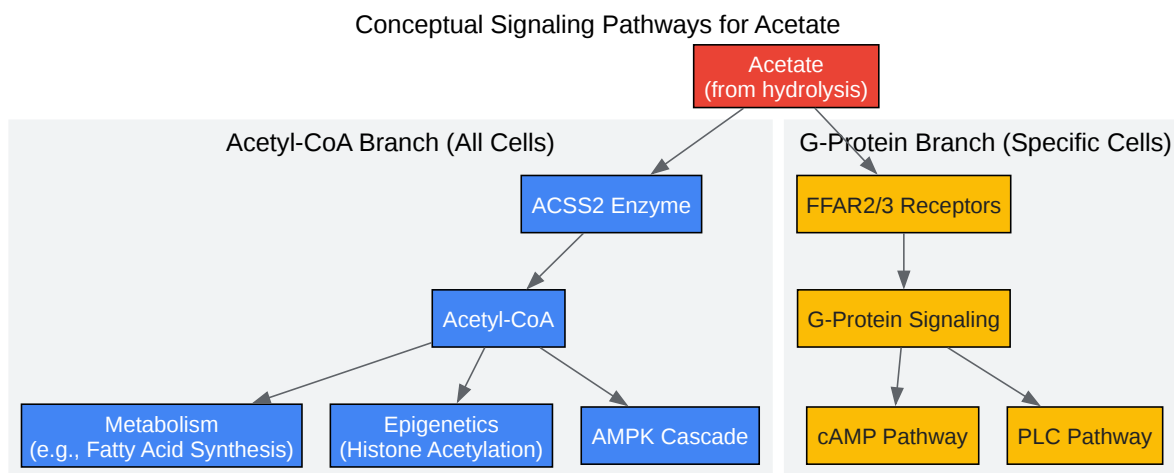 Conceptual Signaling Pathways for Acetate
Acetate
(from hydrolysis)
Acetyl-CoA Branch (All Cells)
G-Protein Branch (Specific Cells)
ACSS2 Enzyme
FFAR2/3 Receptors
Acetyl-CoA
G-Protein Signaling
Metabolism
(e.g., Fatty Acid Synthesis)
Epigenetics
(Histone Acetylation)
AMPK Cascade
cAMP Pathway
PLC Pathway